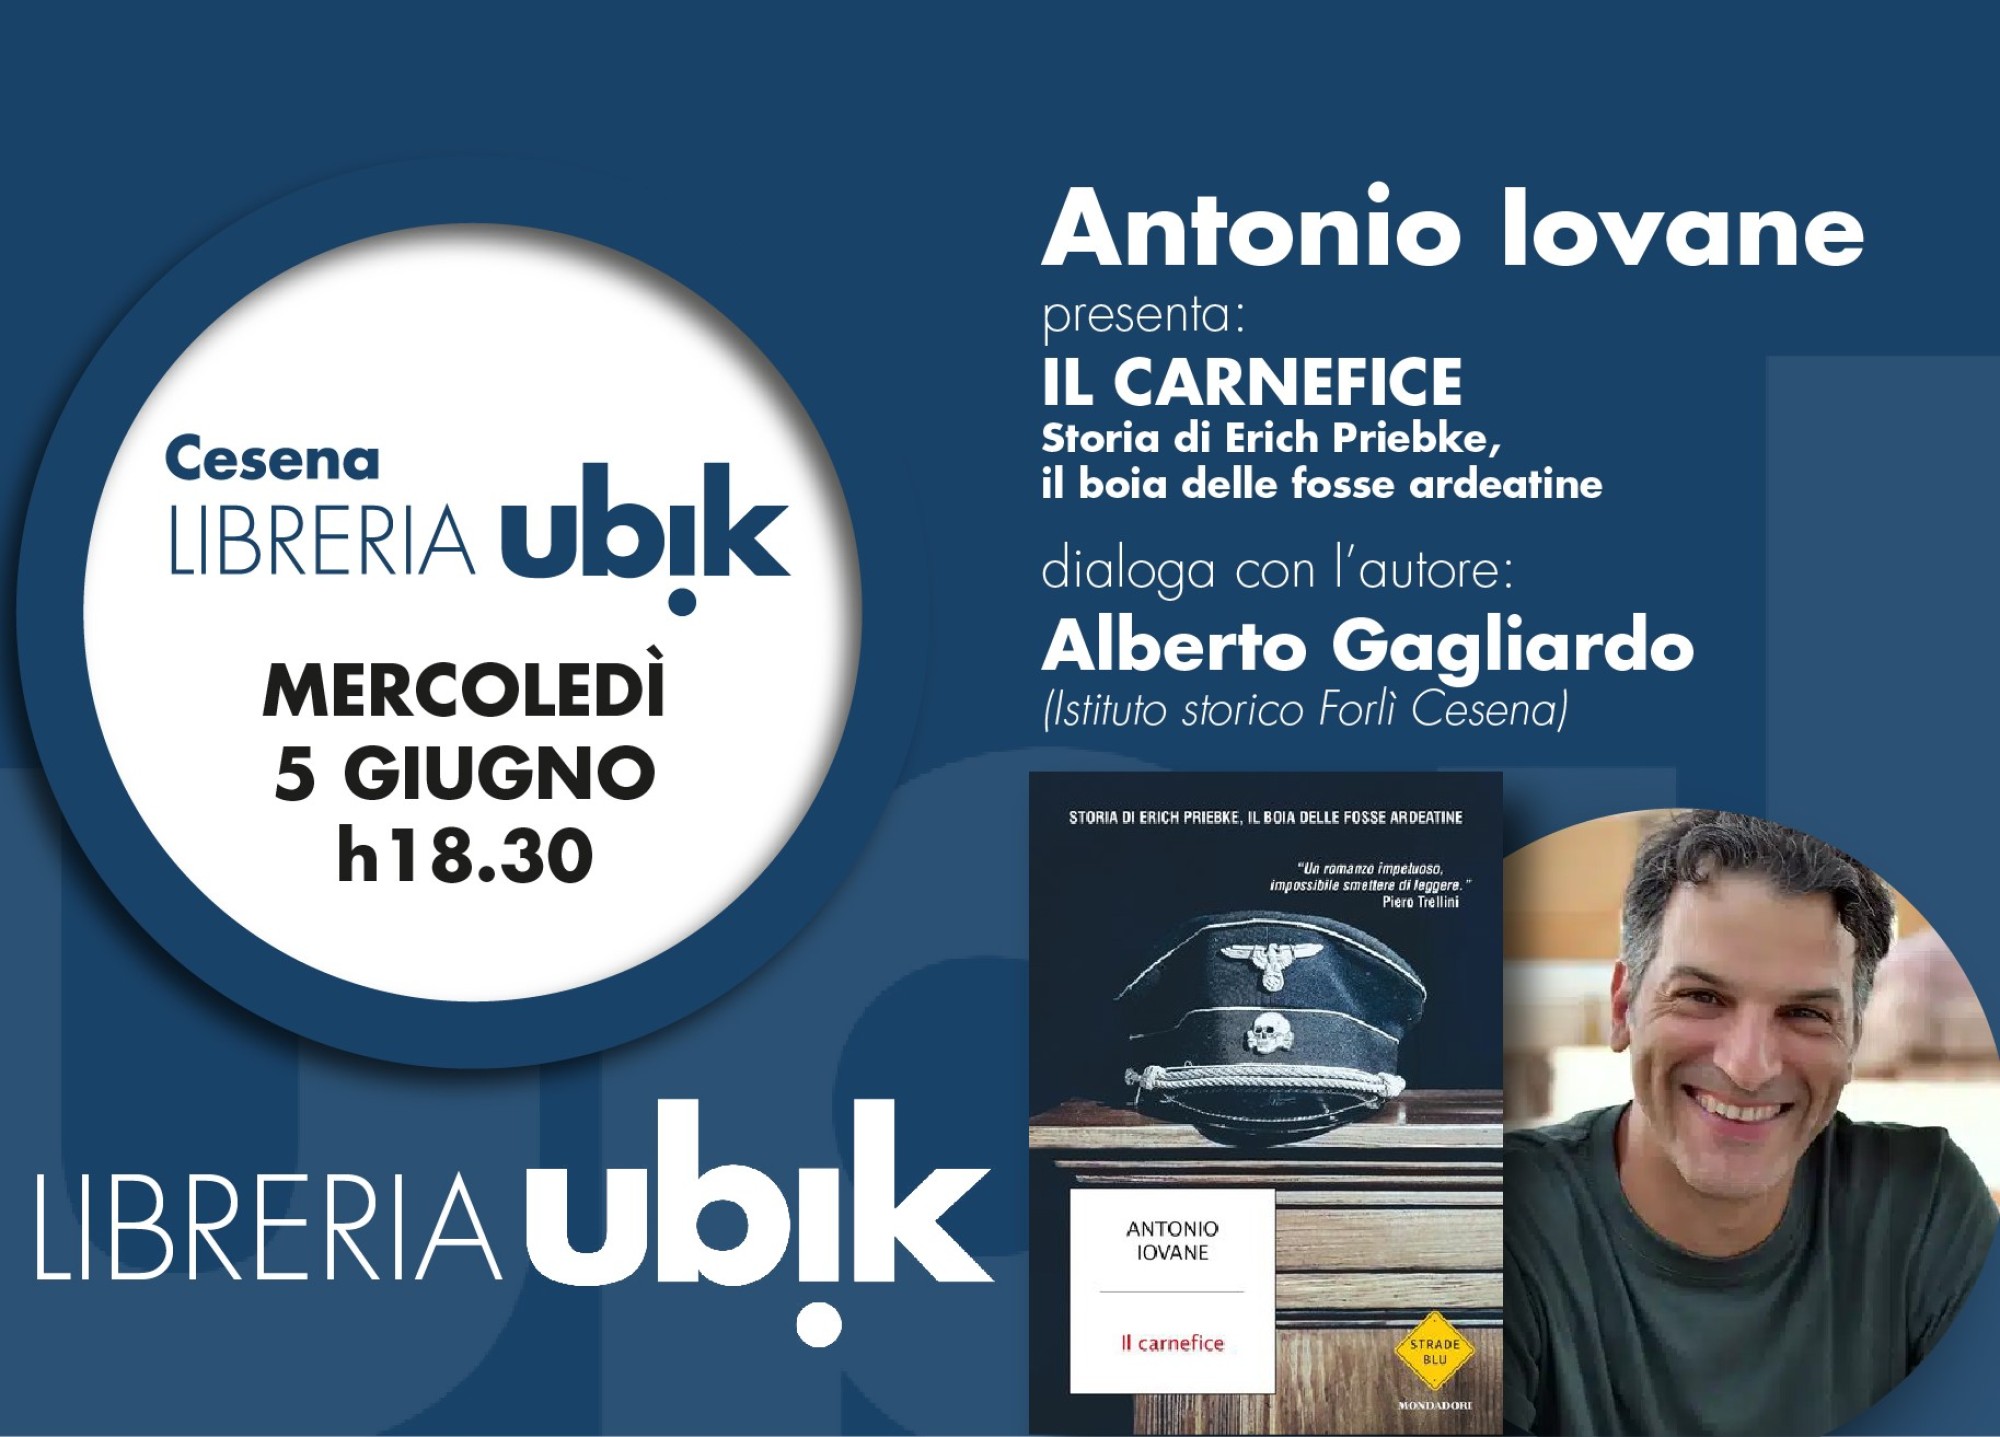 Cesena
LIBRERIA ubik
MERCOLEDÌ
5 GIUGNO
h18.30
LIBRERIA ubik
Antonio Iovane
presenta:
IL CARNEFICE
Storia di Erich Priebke,
il boia delle fosse ardeatine
dialoga con l'autore:
Alberto Gagliardo
(Istituto storico Forlì Cesena)
STORIA DI ERICH PRIEBKE, IL BOIA DELLE FOSSE ARDEATINE
"Un romanzo impetuoso,
impossibile smettere di leggere."
Piero Trellini
ANTONIO
IOVANE
Il carnefice
STRADE
BLU
MONDADORI